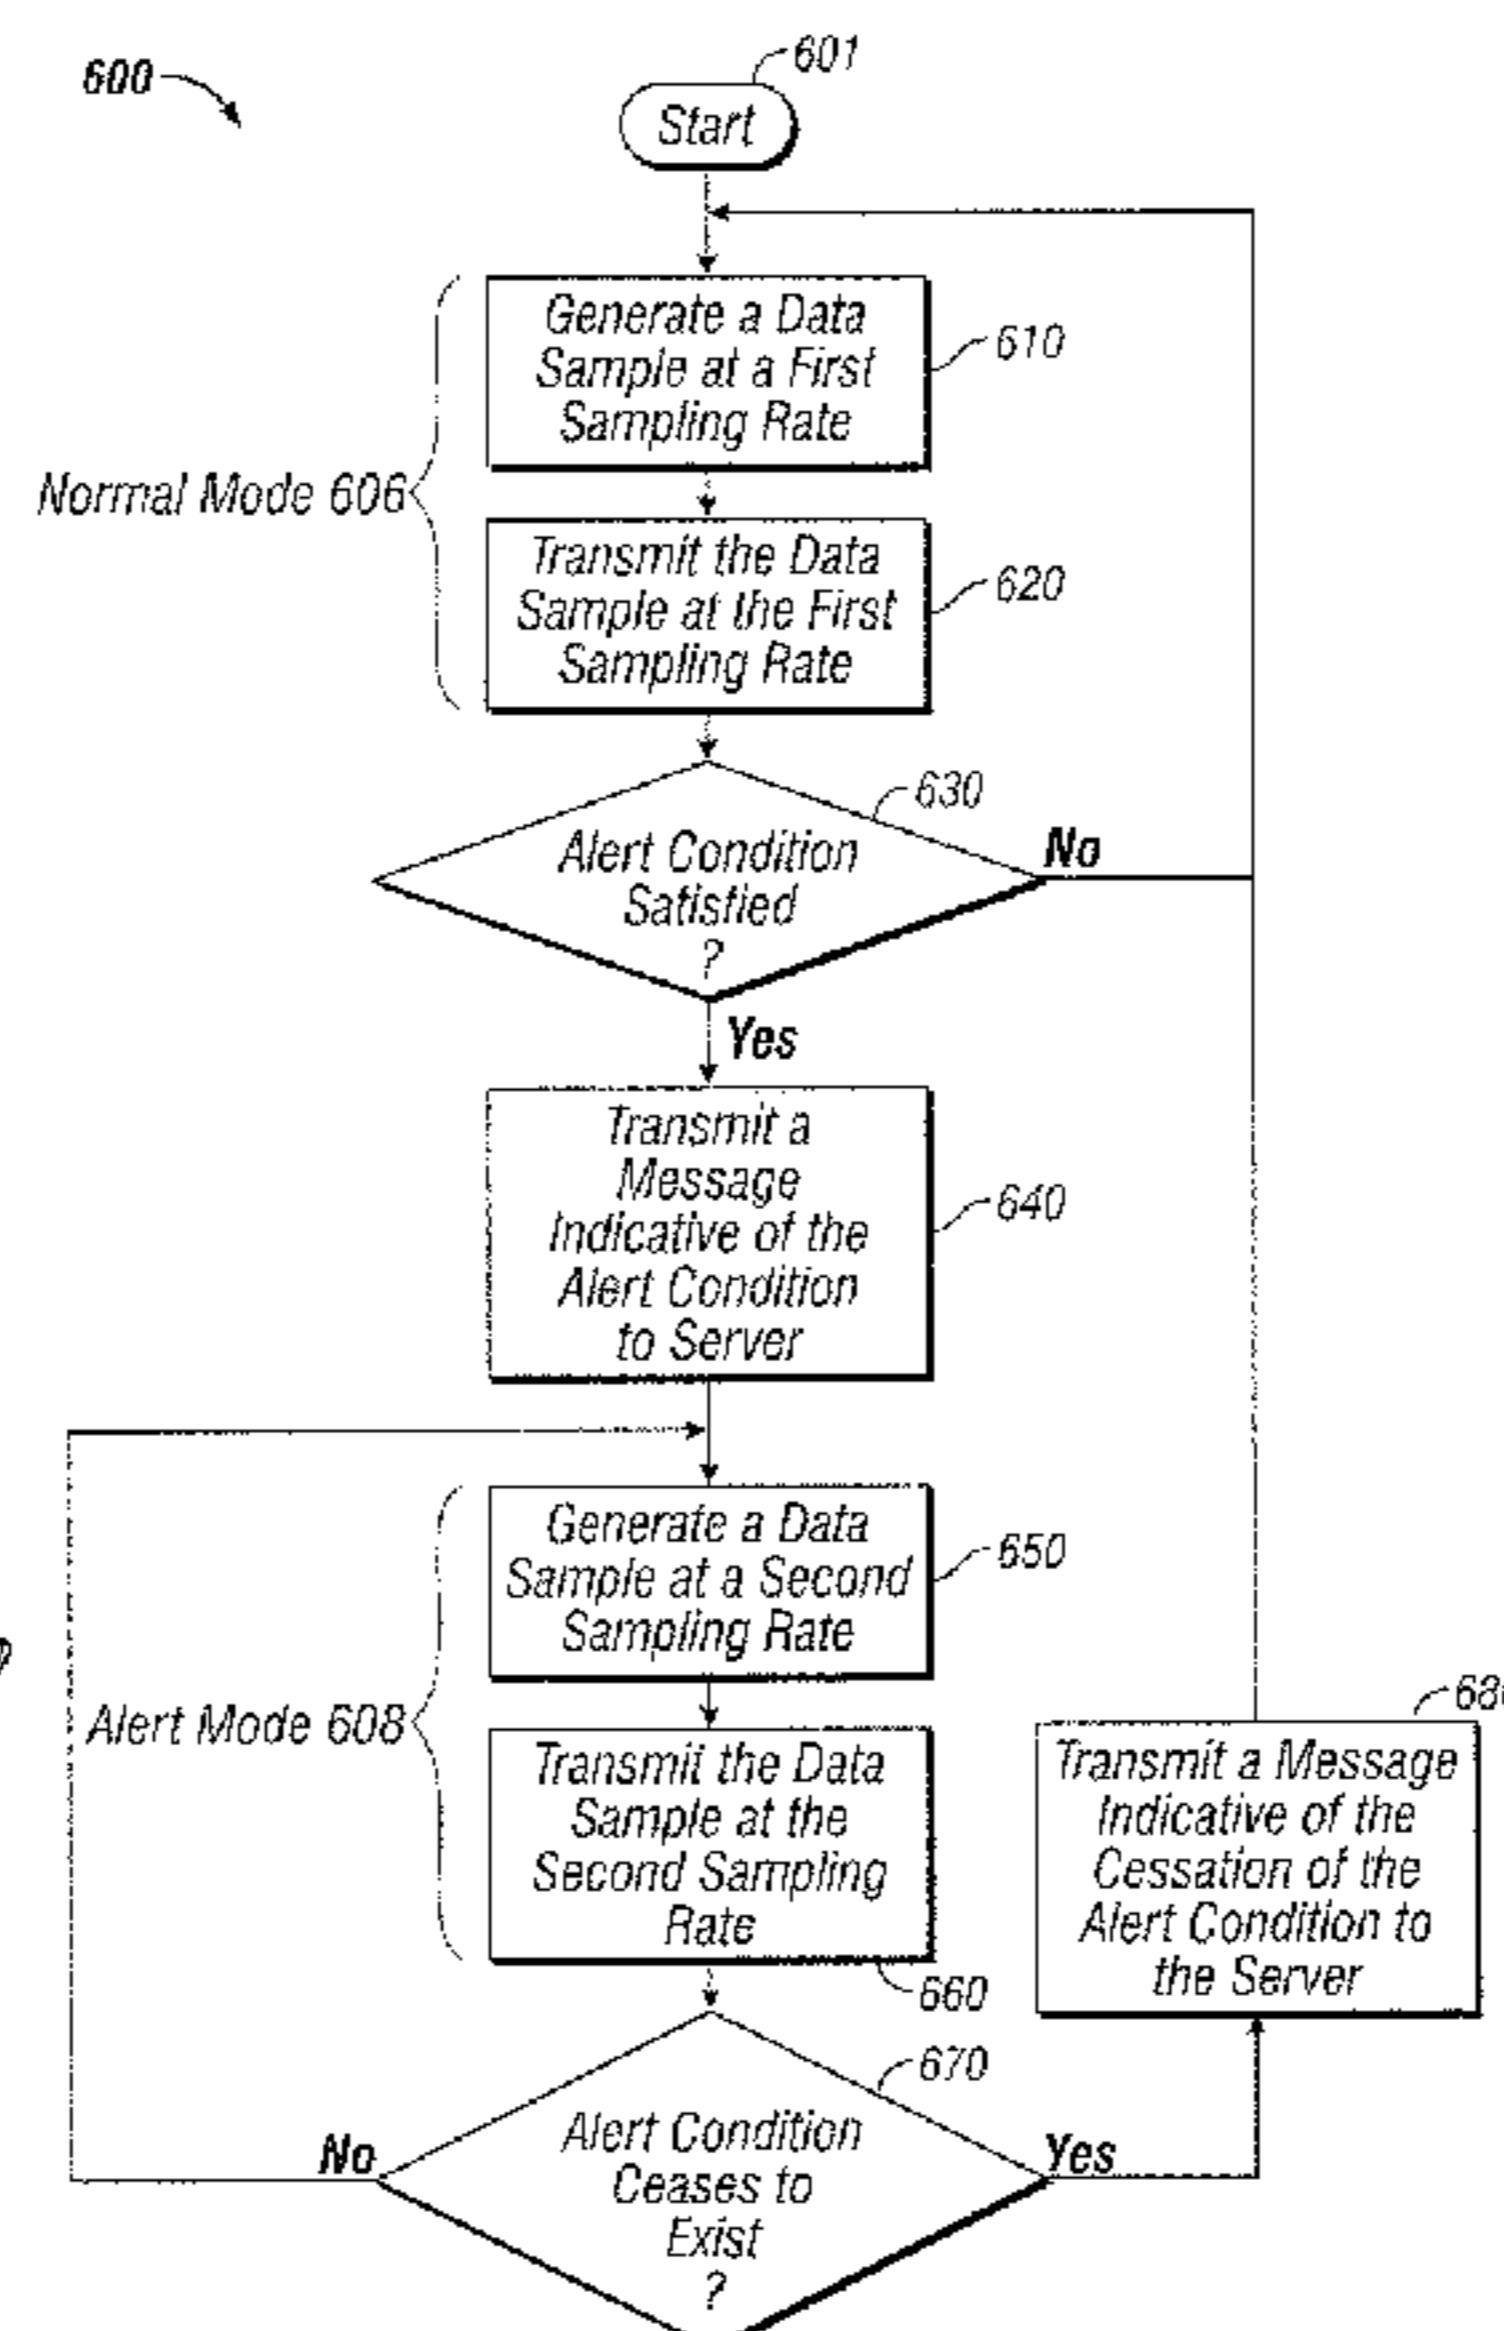 600
601
Start
Generate a Data
Sample at a First
Sampling Rate
610
Normal Mode 606
Transmit the Data
Sample at the First
Sampling Rate
620
630
Alert Condition
Satisfied
?
No
Yes
Transmit a
Message
Indicative of the
Alert Condition
to Server
640
Generate a Data
Sample at a Second
Sampling Rate
650
Alert Mode 608
Transmit the Data
Sample at the
Second Sampling
Rate
660
Transmit a Message
Indicative of the
Cessation of the
Alert Condition to
the Server
670
Alert Condition
Ceases to
Exist
?
No
Yes